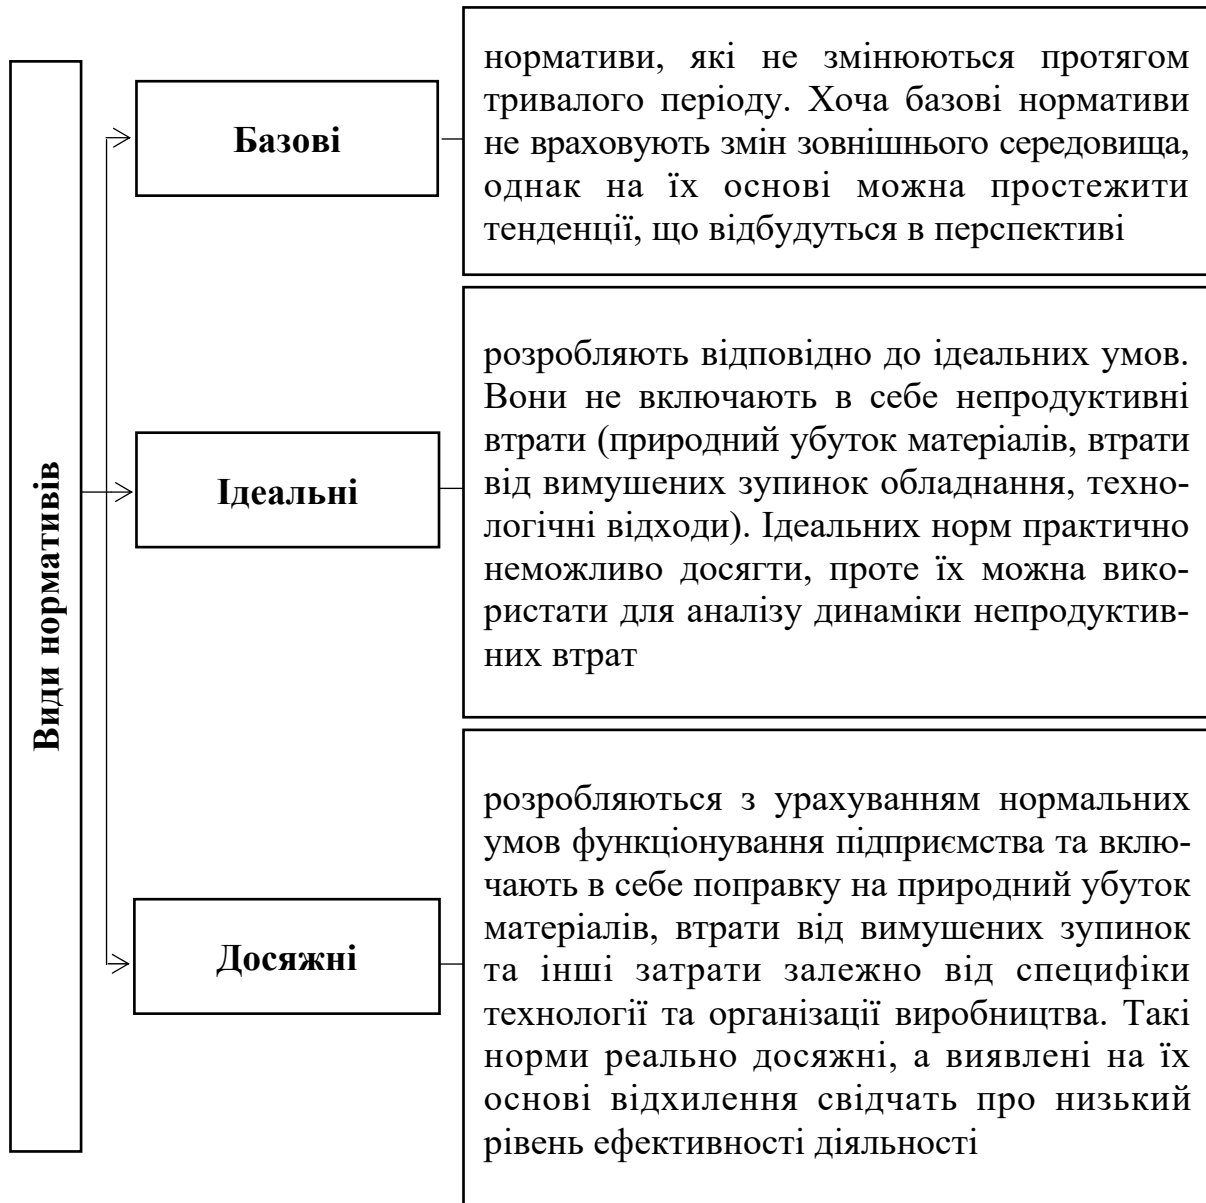 Види нормативів
Базові
нормативи, які не змінюються протягом
тривалого періоду. Хоча базові нормативи
не враховують змін зовнішнього середовища,
однак на їх основі можна простежити
тенденції, що відбудуться в перспективі
Ідеальні
розробляють відповідно до ідеальних умов.
Вони не включають в себе непродуктивні
втрати (природний убуток матеріалів, втрати
від вимушених зупинок обладнання, техно-
логічні відходи). Ідеальних норм практично
неможливо досягти, проте їх можна вико-
ристати для аналізу динаміки непродуктив-
них втрат
Досяжні
розробляються з урахуванням нормальних
умов функціонування підприємства та вклю-
чають в себе поправку на природний убуток
матеріалів, втрати від вимушених зупинок
та інші затрати залежно від специфіки
технології та організації виробництва. Такі
норми реально досяжні, а виявлені на їх
основі відхилення свідчать про низький
рівень ефективності діяльності